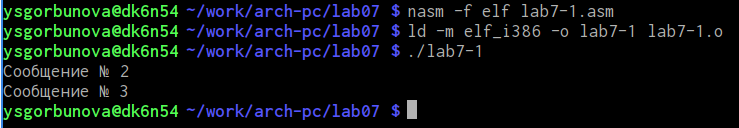 ysgorbunova@dk6n54 ~/work/arch-pc/lab07 $ nasm -f elf lab7-1.asm
ysgorbunova@dk6n54 ~/work/arch-pc/lab07 $ ld -m elf_i386 -o lab7-1 lab7-1.o
ysgorbunova@dk6n54 ~/work/arch-pc/lab07 $ ./lab7-1
Сообщение № 2
Сообщение № 3
ysgorbunova@dk6n54 ~/work/arch-pc/lab07 $